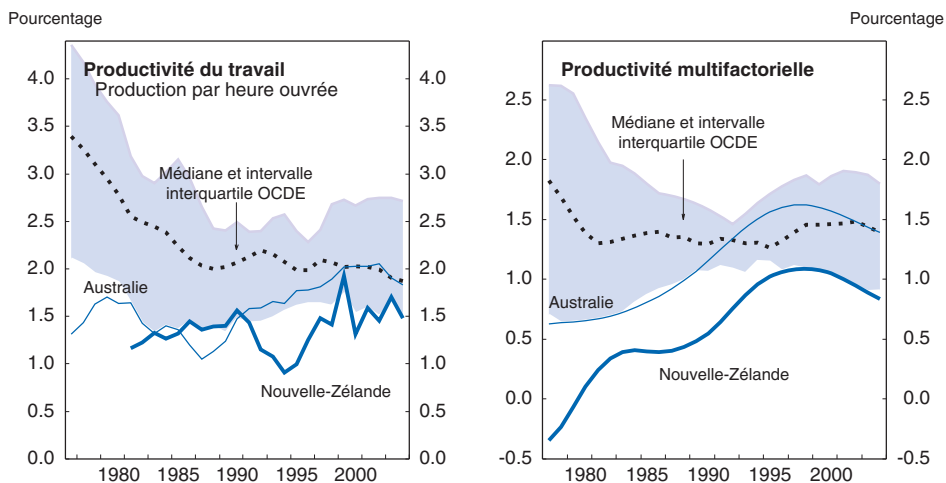 Pourcentage
Pourcentage
Productivité du travail
Production par heure ouvrée
Médiane et intervalle
interquartile OCDE
Australie
Nouvelle-Zélande
4.0
3.5
3.0
2.5
2.0
1.5
1.0
0.5
0.0
4.0
3.5
3.0
2.5
2.0
1.5
1.0
0.5
0.0
1980 1985 1990 1995 2000
Productivité multifactorielle
Médiane et intervalle
interquartile OCDE
Australie
Nouvelle-Zélande
2.5
2.0
1.5
1.0
0.5
0.0
-0.5
2.5
2.0
1.5
1.0
0.5
0.0
-0.5
1980 1985 1990 1995 2000